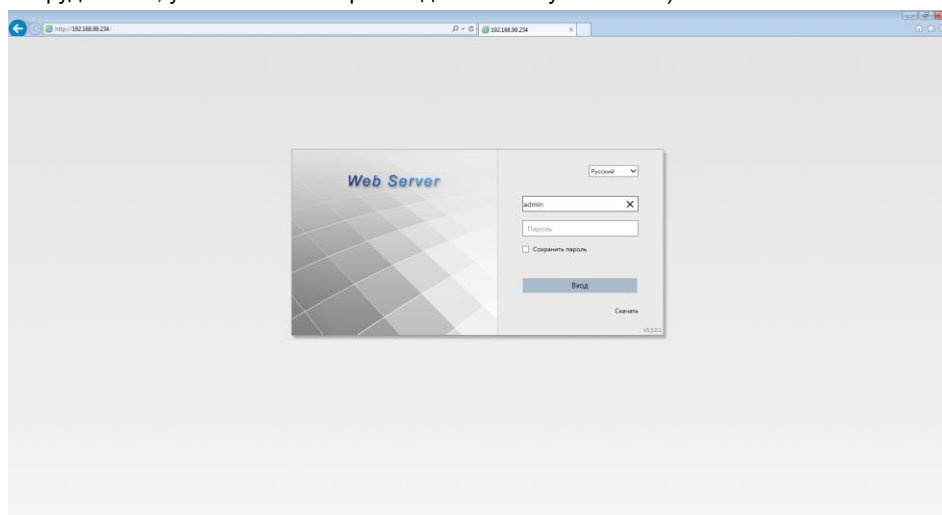 http://192.168.99.234/
192.168.99.234
Web Server
Русский
admin
Пароль
Сохранить пароль
Вход
Скачать